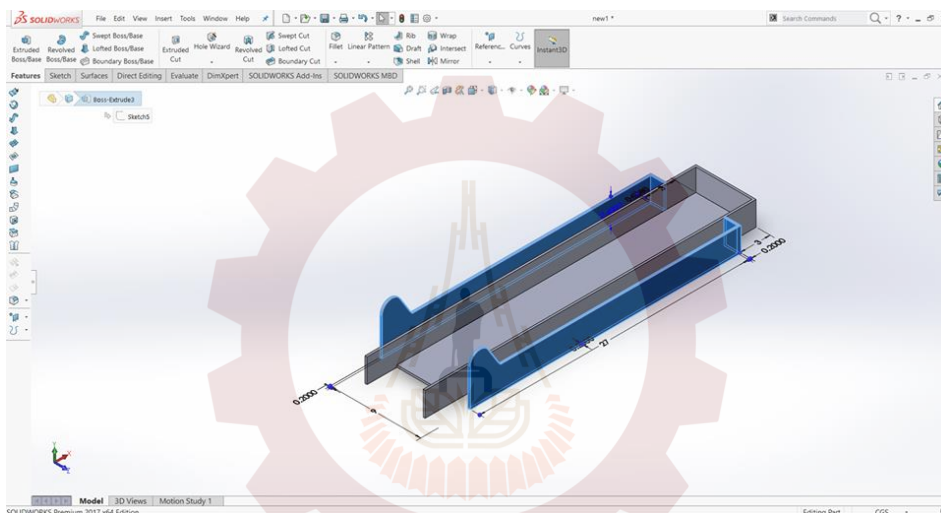 SOLIDWORKS File Edit View Insert Tools Window Help new1 * Search Commands
Extruded Boss/Base Revolved Boss/Base Swept Boss/Base Lofted Boss/Base Boundary Boss/Base Extruded Cut Hole Wizard Revolved Cut Swept Cut Lofted Cut Boundary Cut Fillet Linear Pattern Rib Draft Shell Wrap Intersect Mirror Referenc... Curves Instant3D
Features Sketch Surfaces Direct Editing Evaluate DimXpert SOLIDWORKS Add-Ins SOLIDWORKS MBD
Boss-Extrude3
Sketch5
3
0.2000
27
0.2000
9
Model 3D Views Motion Study 1
SOLIDWORKS Premium 2017 x64 Edition Editing Part CGS